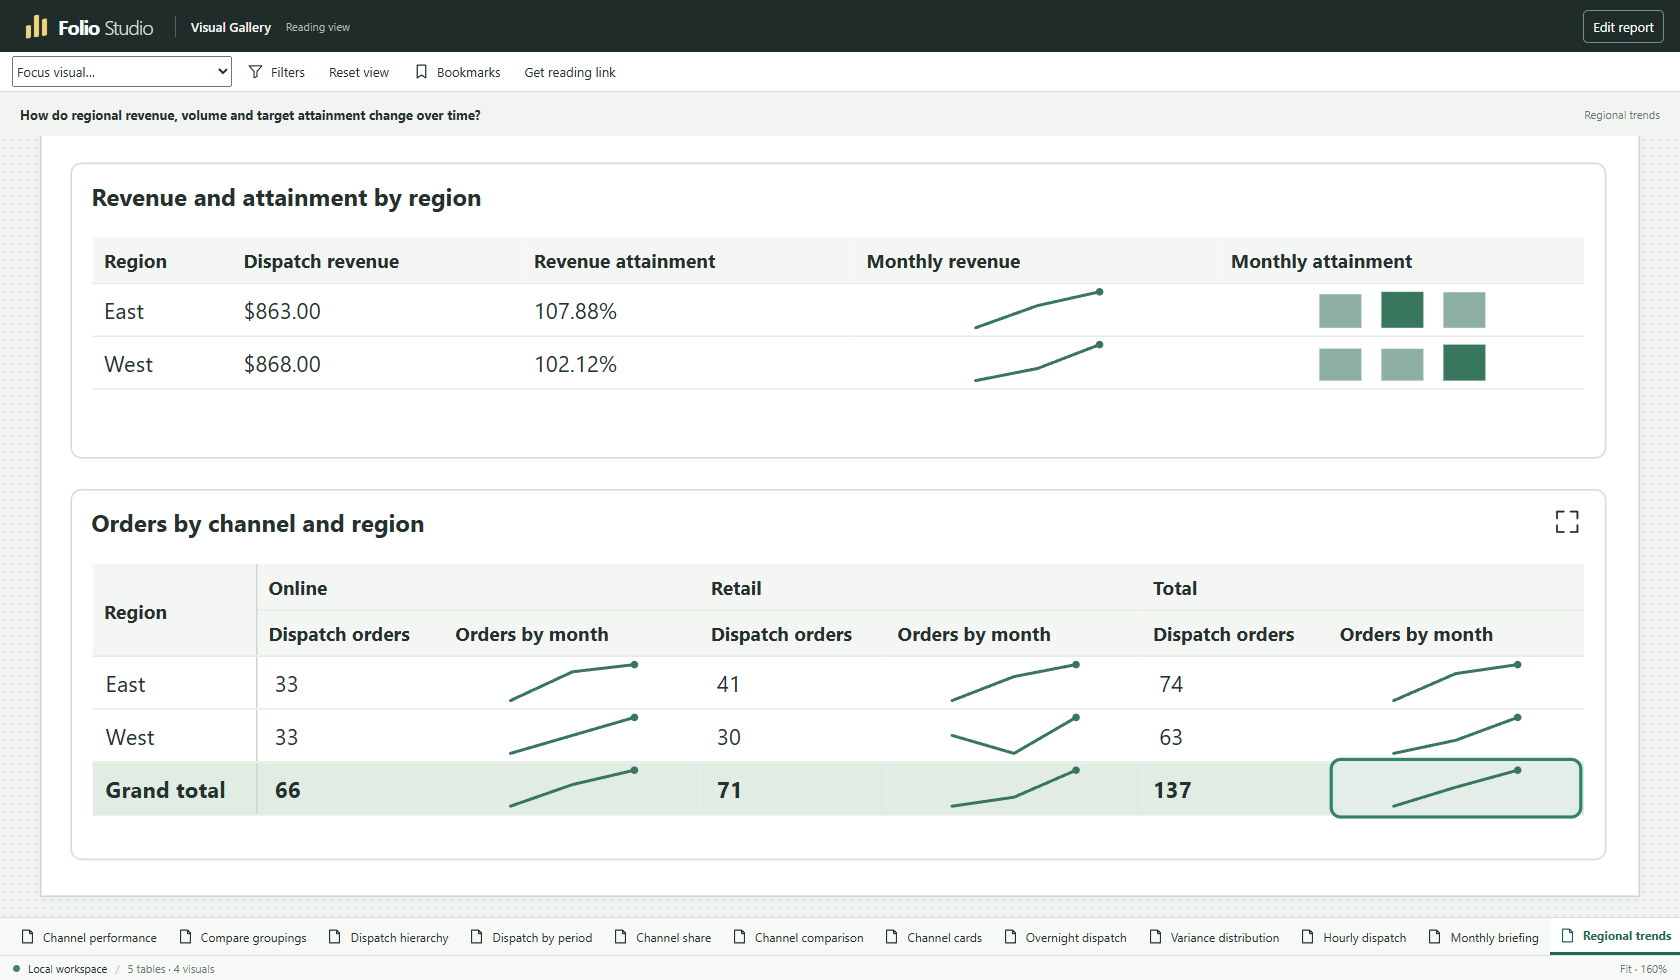 Folio Studio Visual Gallery Reading view Edit report
Focus visual... Filters Reset view Bookmarks Get reading link
How do regional revenue, volume and target attainment change over time? Regional trends
Revenue and attainment by region
Region Dispatch revenue Revenue attainment Monthly revenue Monthly attainment
East $863.00 107.88%
West $868.00 102.12%
Orders by channel and region
Region Online Retail Total
Dispatch orders Orders by month Dispatch orders Orders by month Dispatch orders Orders by month
East 33 41 74
West 33 30 63
Grand total 66 71 137
Channel performance Compare groupings Dispatch hierarchy Dispatch by period Channel share Channel comparison Channel cards Overnight dispatch Variance distribution Hourly dispatch Monthly briefing Regional trends
Local workspace / 5 tables · 4 visuals Fit · 160%